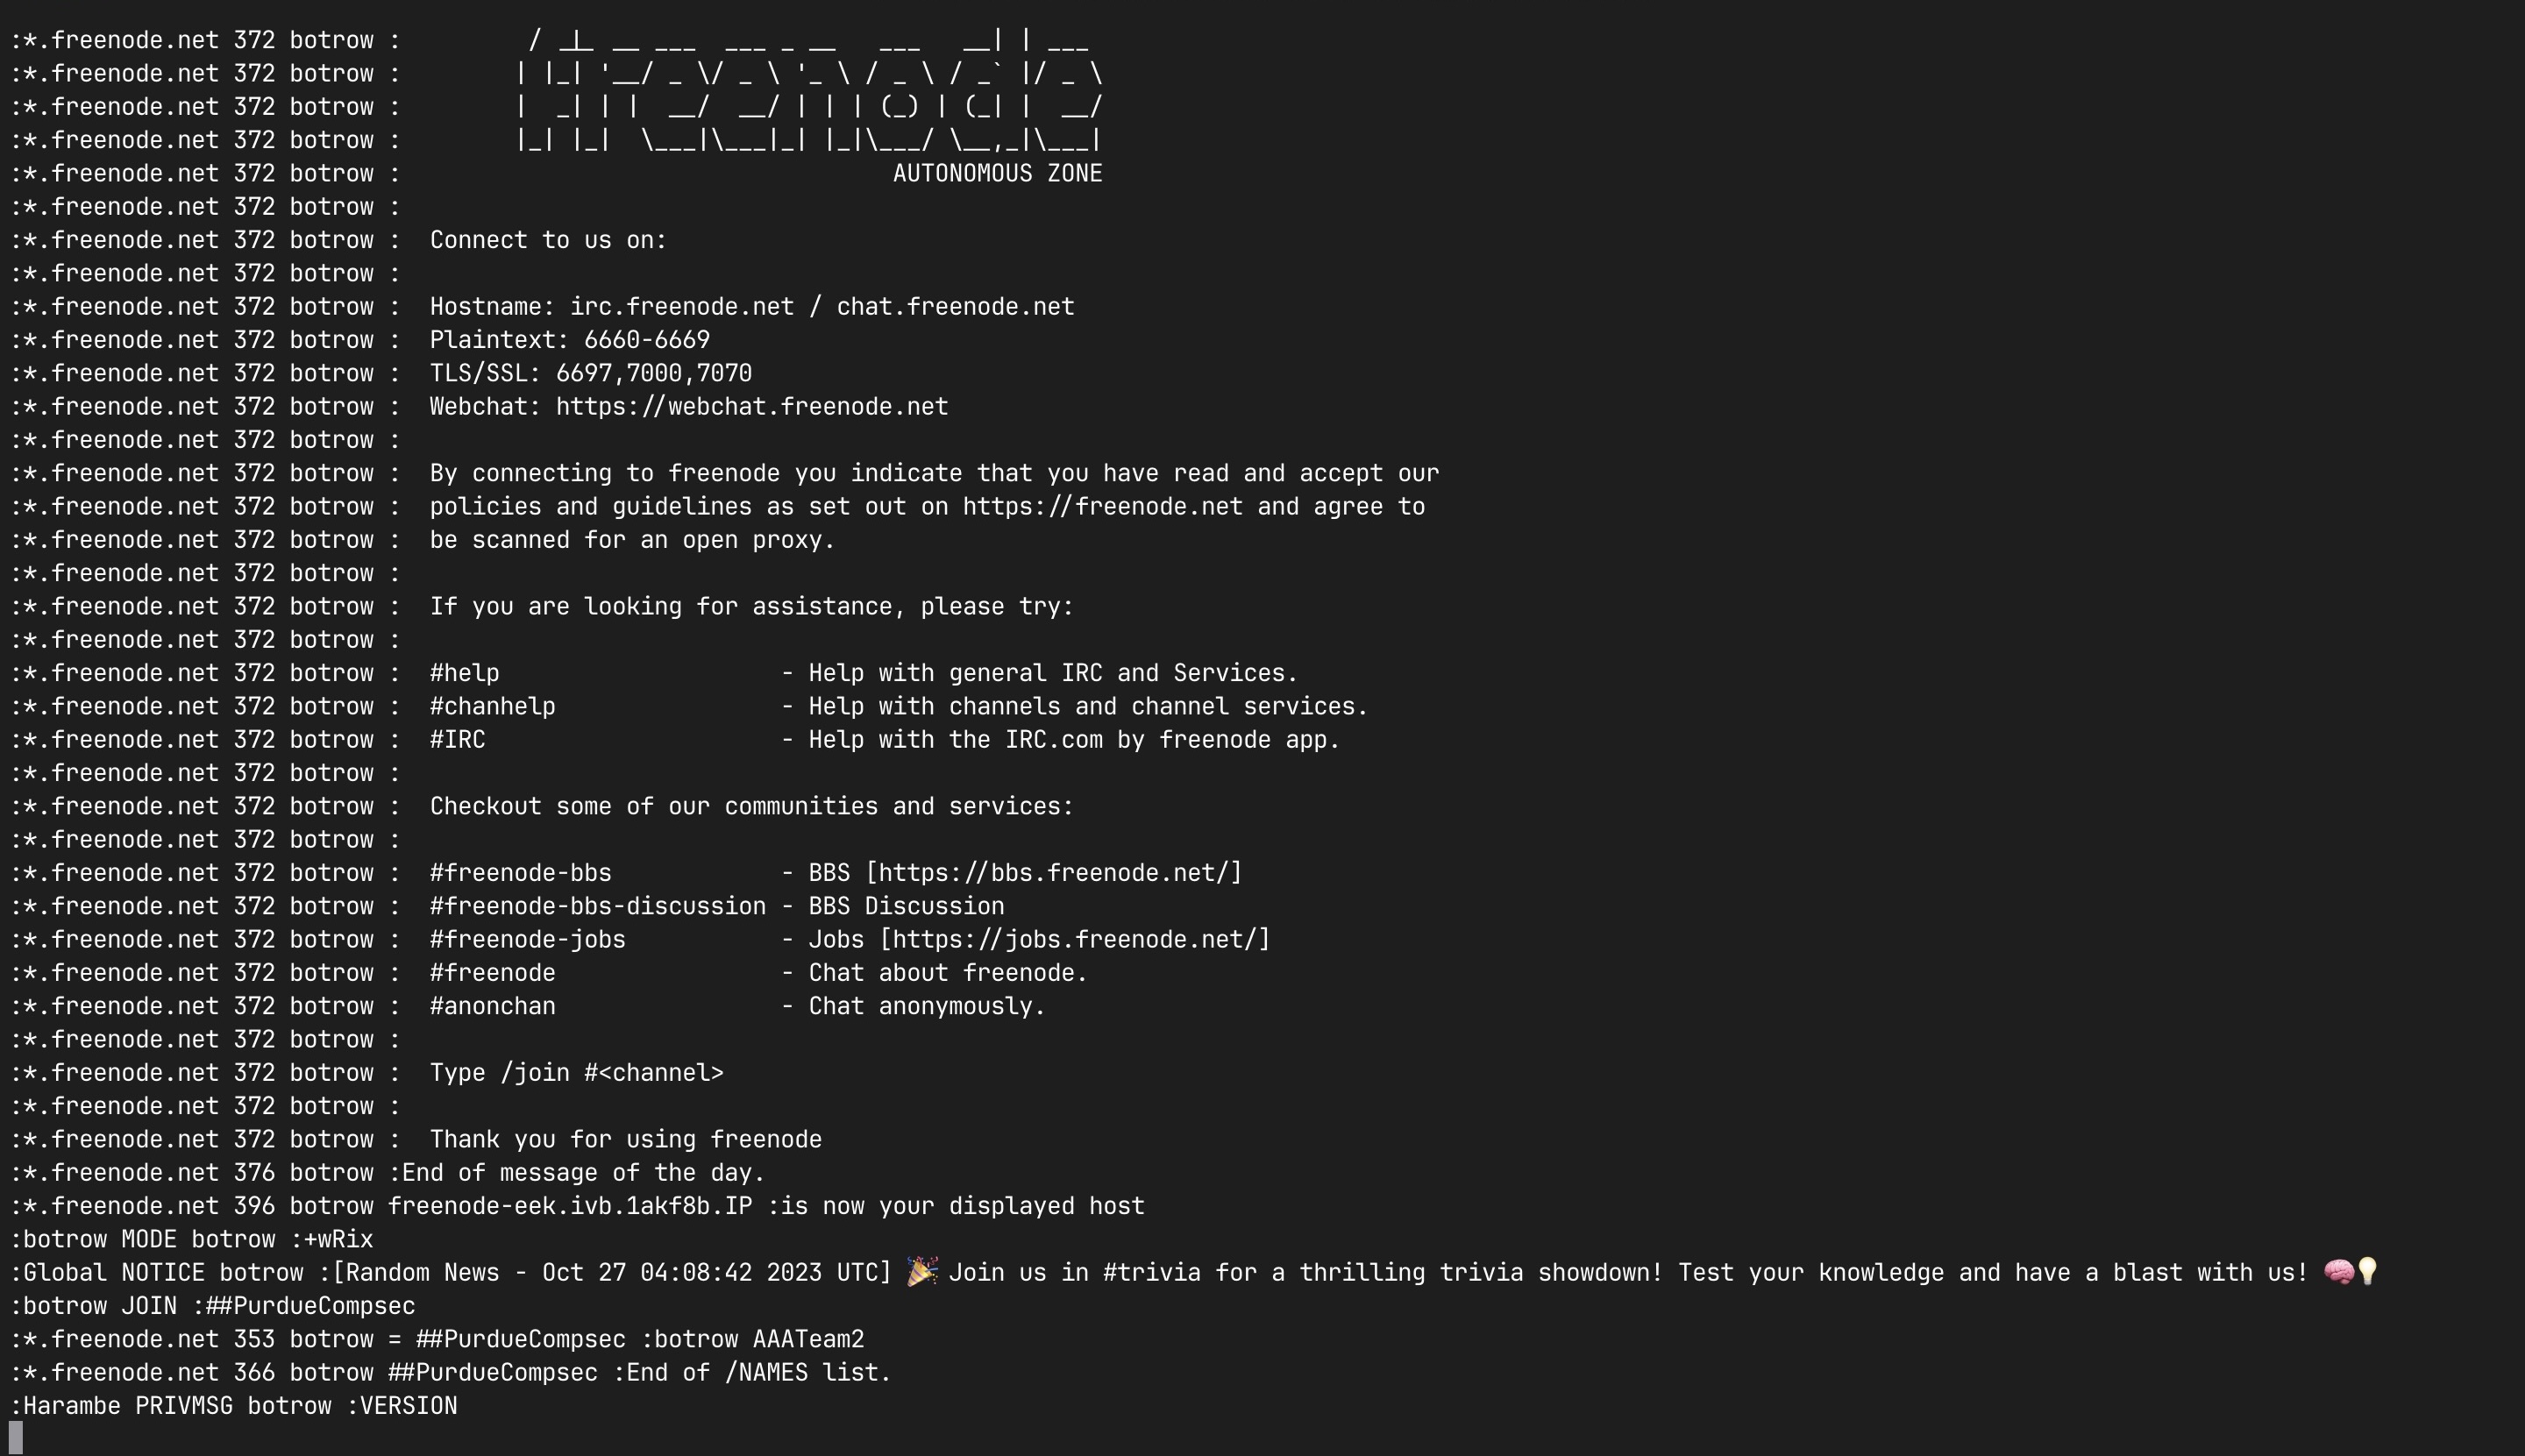 :*.freenode.net 372 botrow :         / _|_ __ ___  ___ _ __   ___   __| | ___
:*.freenode.net 372 botrow :        | |_| '__/ _ \/ _ \ '_ \ / _ \ / _` |/ _ \
:*.freenode.net 372 botrow :        |  _| | |  __/  __/ | | | (_) | (_| |  __/
:*.freenode.net 372 botrow :        |_| |_|  \___|\___|_| |_|\___/ \__,_|\___|
:*.freenode.net 372 botrow :                                   AUTONOMOUS ZONE
:*.freenode.net 372 botrow :
:*.freenode.net 372 botrow :  Connect to us on:
:*.freenode.net 372 botrow :
:*.freenode.net 372 botrow :  Hostname: irc.freenode.net / chat.freenode.net
:*.freenode.net 372 botrow :  Plaintext: 6660-6669
:*.freenode.net 372 botrow :  TLS/SSL: 6697,7000,7070
:*.freenode.net 372 botrow :  Webchat: https://webchat.freenode.net
:*.freenode.net 372 botrow :
:*.freenode.net 372 botrow :  By connecting to freenode you indicate that you have read and accept our
:*.freenode.net 372 botrow :  policies and guidelines as set out on https://freenode.net and agree to
:*.freenode.net 372 botrow :  be scanned for an open proxy.
:*.freenode.net 372 botrow :
:*.freenode.net 372 botrow :  If you are looking for assistance, please try:
:*.freenode.net 372 botrow :
:*.freenode.net 372 botrow :  #help                    - Help with general IRC and Services.
:*.freenode.net 372 botrow :  #chanhelp                - Help with channels and channel services.
:*.freenode.net 372 botrow :  #IRC                     - Help with the IRC.com by freenode app.
:*.freenode.net 372 botrow :
:*.freenode.net 372 botrow :  Checkout some of our communities and services:
:*.freenode.net 372 botrow :
:*.freenode.net 372 botrow :  #freenode-bbs            - BBS [https://bbs.freenode.net/]
:*.freenode.net 372 botrow :  #freenode-bbs-discussion - BBS Discussion
:*.freenode.net 372 botrow :  #freenode-jobs           - Jobs [https://jobs.freenode.net/]
:*.freenode.net 372 botrow :  #freenode                - Chat about freenode.
:*.freenode.net 372 botrow :  #anonchan                - Chat anonymously.
:*.freenode.net 372 botrow :
:*.freenode.net 372 botrow :  Type /join #<channel>
:*.freenode.net 372 botrow :
:*.freenode.net 372 botrow :  Thank you for using freenode
:*.freenode.net 376 botrow :End of message of the day.
:*.freenode.net 396 botrow freenode-eek.ivb.1akf8b.IP :is now your displayed host
:botrow MODE botrow :+wRix
:Global NOTICE botrow :[Random News - Oct 27 04:08:42 2023 UTC] 🎉 Join us in #trivia for a thrilling trivia showdown! Test your knowledge and have a blast with us! 🧠💡
:botrow JOIN :##PurdueCompsec
:*.freenode.net 353 botrow = ##PurdueCompsec :botrow AAATeam2
:*.freenode.net 366 botrow ##PurdueCompsec :End of /NAMES list.
:Harambe PRIVMSG botrow :VERSION